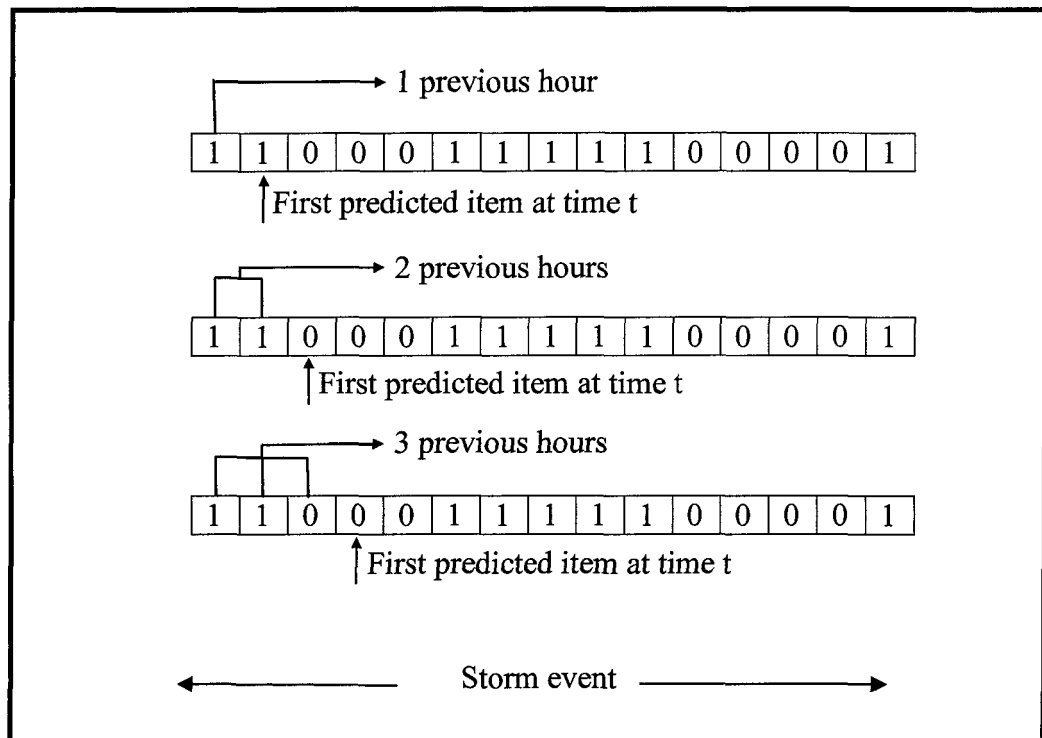 1 previous hour
1 1 0 0 0 1 1 1 1 1 0 0 0 0 1
First predicted item at time t
2 previous hours
1 1 0 0 0 1 1 1 1 1 0 0 0 0 1
First predicted item at time t
3 previous hours
1 1 0 0 0 1 1 1 1 1 0 0 0 0 1
First predicted item at time t
Storm event